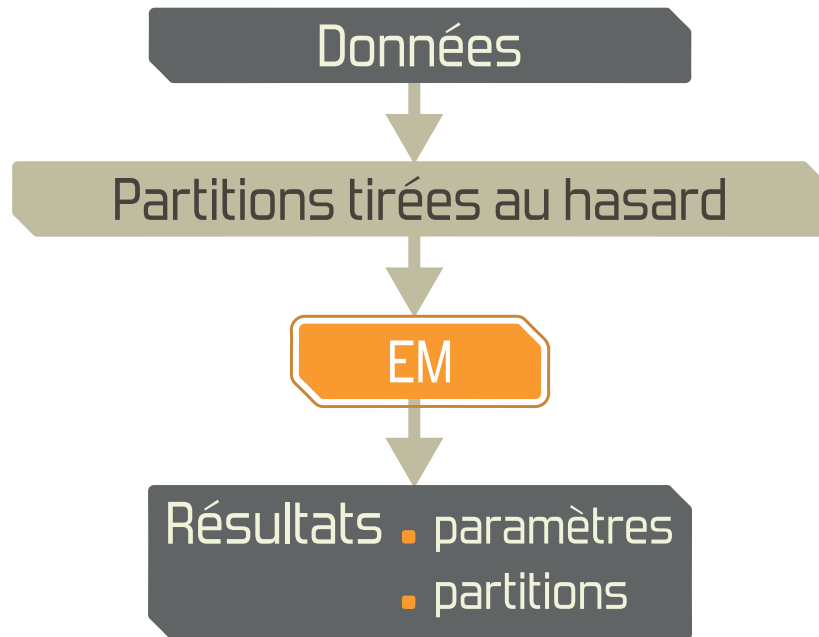 Données
Partitions tirées au hasard
EM
Résultats . paramètres
. partitions